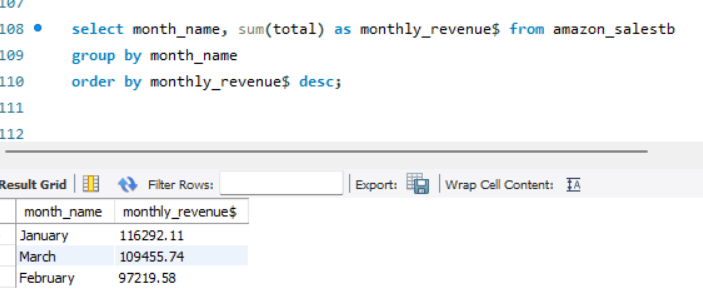 107
108 select month_name, sum(total) as monthly_revenue$ from amazon_salestb
109 group by month_name
110 order by monthly_revenue$ desc;
111
112
Result Grid Filter Rows: Export: Wrap Cell Content: IA
month_name monthly_revenue$
January 116292.11
March 109455.74
February 97219.58